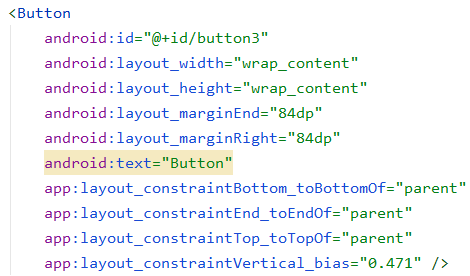 <Button
android:id="@+id/button3"
android:layout_width="wrap_content"
android:layout_height="wrap_content"
android:layout_marginEnd="84dp"
android:layout_marginRight="84dp"
android:text="Button"
app:layout_constraintBottom_toBottomOf="parent"
app:layout_constraintEnd_toEndOf="parent"
app:layout_constraintTop_toTopOf="parent"
app:layout_constraintVertical_bias="0.471" />